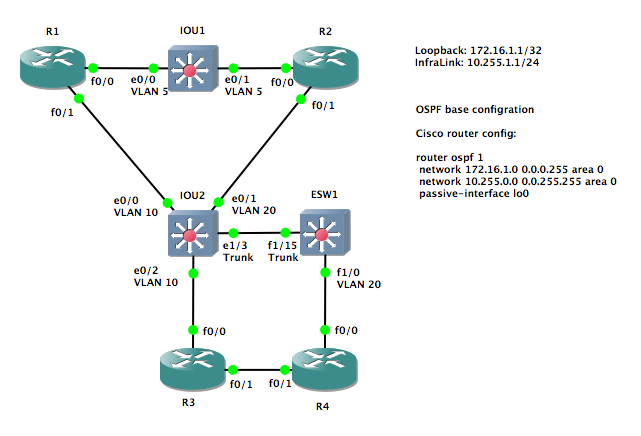 R1
IOU1
R2
f0/0
e0/0
VLAN 5
e0/1
VLAN 5
f0/0
f0/1
f0/1
Loopback: 172.16.1.1/32
InfraLink: 10.255.1.1/24
OSPF base configration
Cisco router config:
router ospf 1
network 172.16.1.0 0.0.0.255 area 0
network 10.255.0.0 0.0.255.255 area 0
passive-interface lo0
IOU2
ESW1
e0/0
VLAN 10
e0/1
VLAN 20
e1/3
Trunk
f1/15
Trunk
e0/2
VLAN 10
f1/0
VLAN 20
f0/0
f0/0
f0/1
f0/1
R3
R4